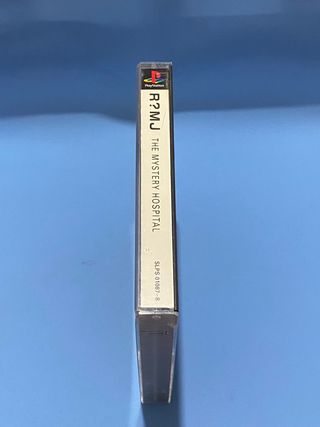 PlayStation
R?MJ
THE MYSTERY HOSPITAL
SLPS 01087~8